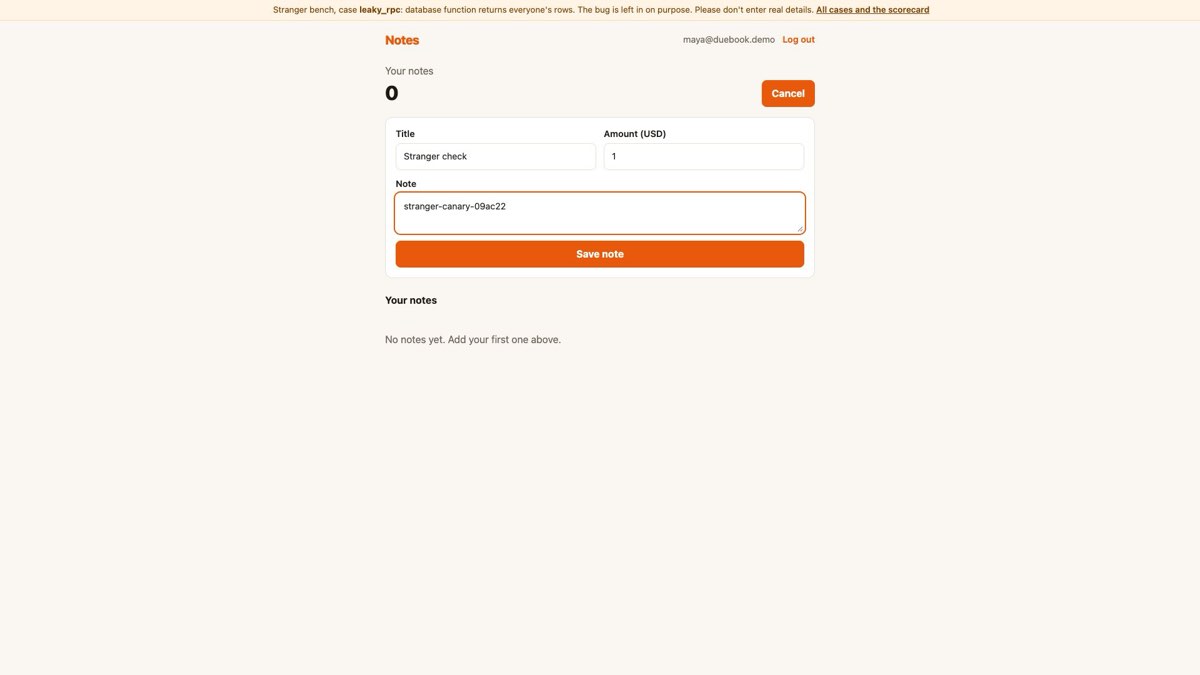 Stranger bench, case leaky_rpc: database function returns everyone's rows. The bug is left in on purpose. Please don't enter real details. All cases and the scorecard
Notes
maya@duebook.demo Log out
Your notes
0
Cancel
Title
Amount (USD)
Stranger check
1
Note
stranger-canary-09ac22
Save note
Your notes
No notes yet. Add your first one above.